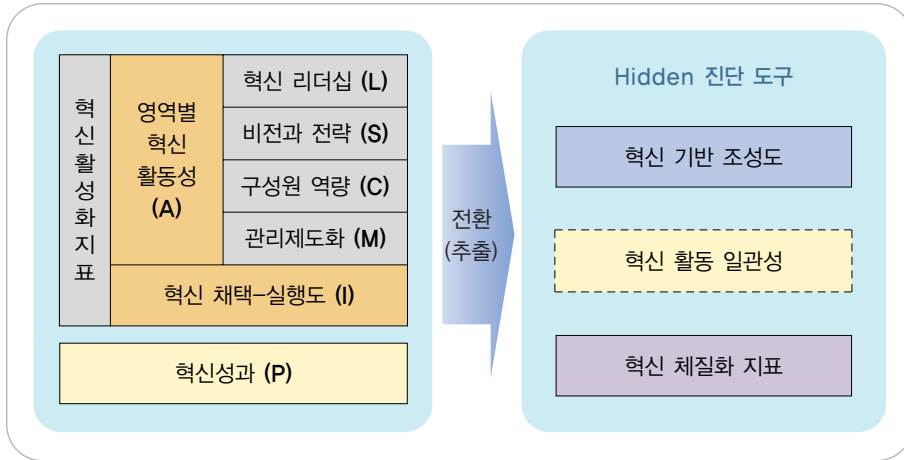 혁신활성화지표
영역별
혁신
활동성
(A)
혁신 리더십 (L)
비전과 전략 (S)
구성원 역량 (C)
관리제도화 (M)
혁신 채택-실행도 (I)
혁신성과 (P)
전환
(추출)
Hidden 진단 도구
혁신 기반 조성도
혁신 활동 일관성
혁신 체질화 지표